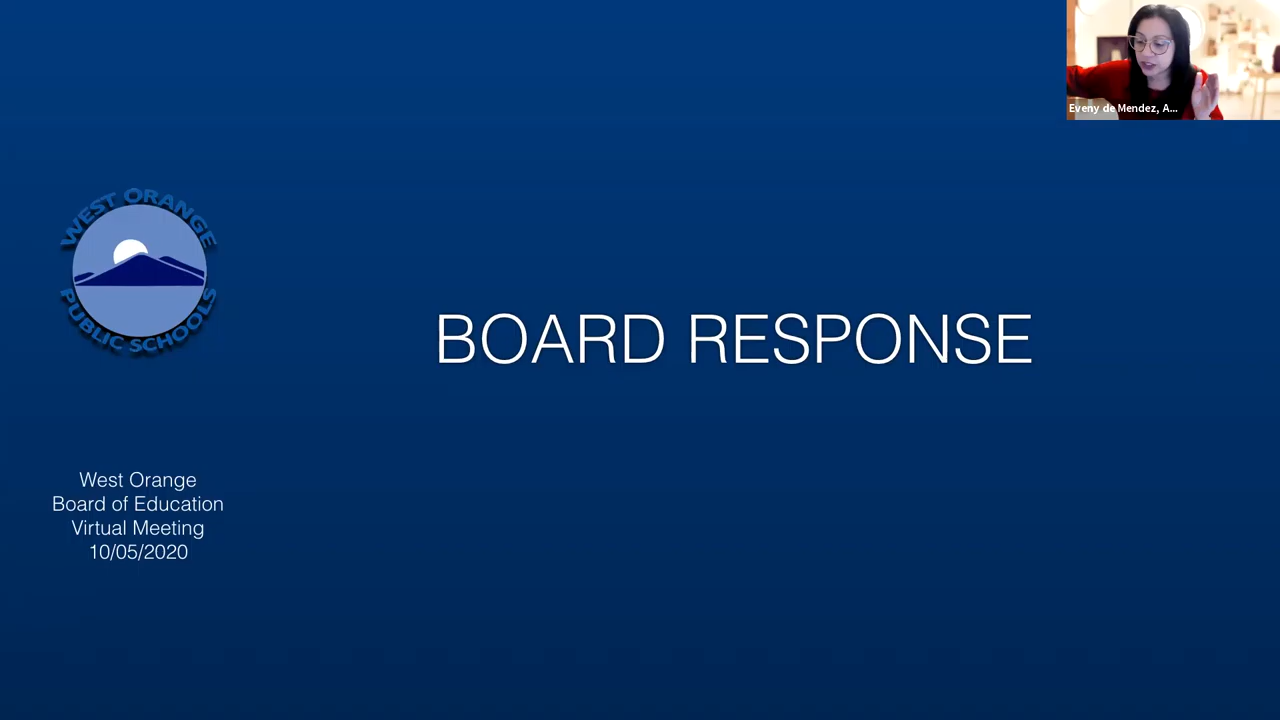 Eveny de Mendez, A...
WEST ORANGE
PUBLIC SCHOOLS
BOARD RESPONSE
West Orange
Board of Education
Virtual Meeting
10/05/2020